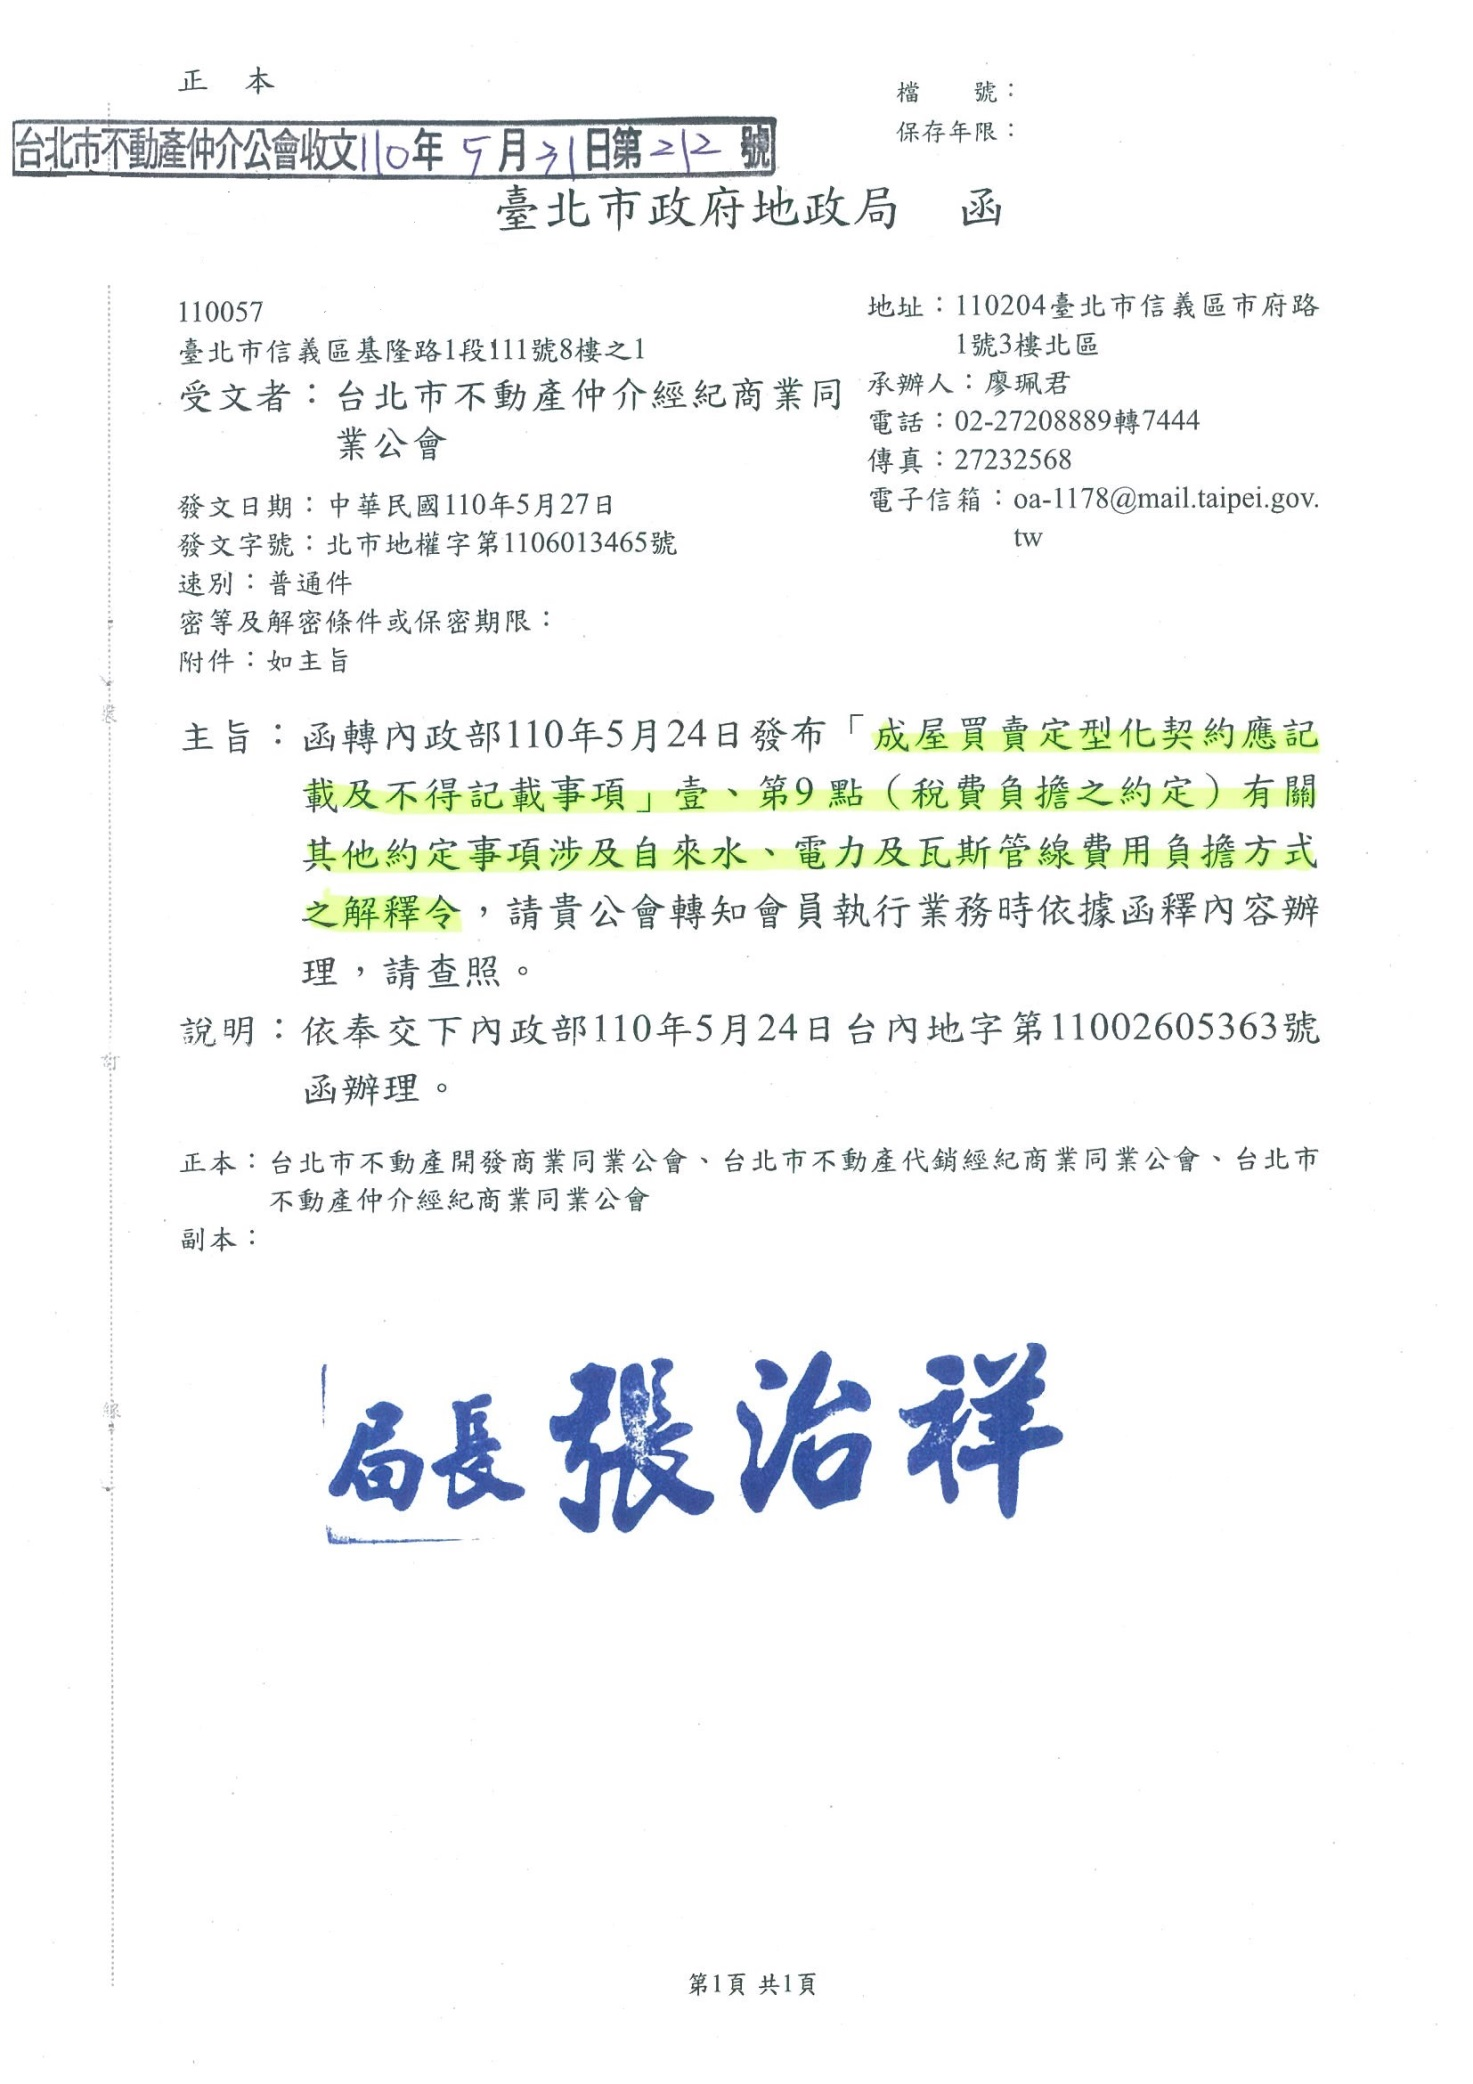 正 本
檔 號：
保存年限：
台北市不動產仲介公會收文110年5月31日第212號
臺北市政府地政局 函
110057
臺北市信義區基隆路1段111號8樓之1
受文者：台北市不動產仲介經紀商業同
業公會
地址：110204臺北市信義區市府路
1號3樓北區
承辦人：廖珮君
電話：02-27208889轉7444
傳真：27232568
電子信箱：oa-1178@mail.taipei.gov.
tw
發文日期：中華民國110年5月27日
發文字號：北市地權字第1106013465號
速別：普通件
密等及解密條件或保密期限：
附件：如主旨
主旨：函轉內政部110年5月24日發布「成屋買賣定型化契約應記
載及不得記載事項」壹、第9點（稅費負擔之約定）有關
其他約定事項涉及自來水、電力及瓦斯管線費用負擔方式
之解釋令，請貴公會轉知會員執行業務時依據函釋內容辦
理，請查照。
說明：依奉交下內政部110年5月24日台內地字第11002605363號
函辦理。
正本：台北市不動產開發商業同業公會、台北市不動產代銷經紀商業同業公會、台北市
不動產仲介經紀商業同業公會
副本：
局長張治祥
裝
訂
線
第1頁 共1頁